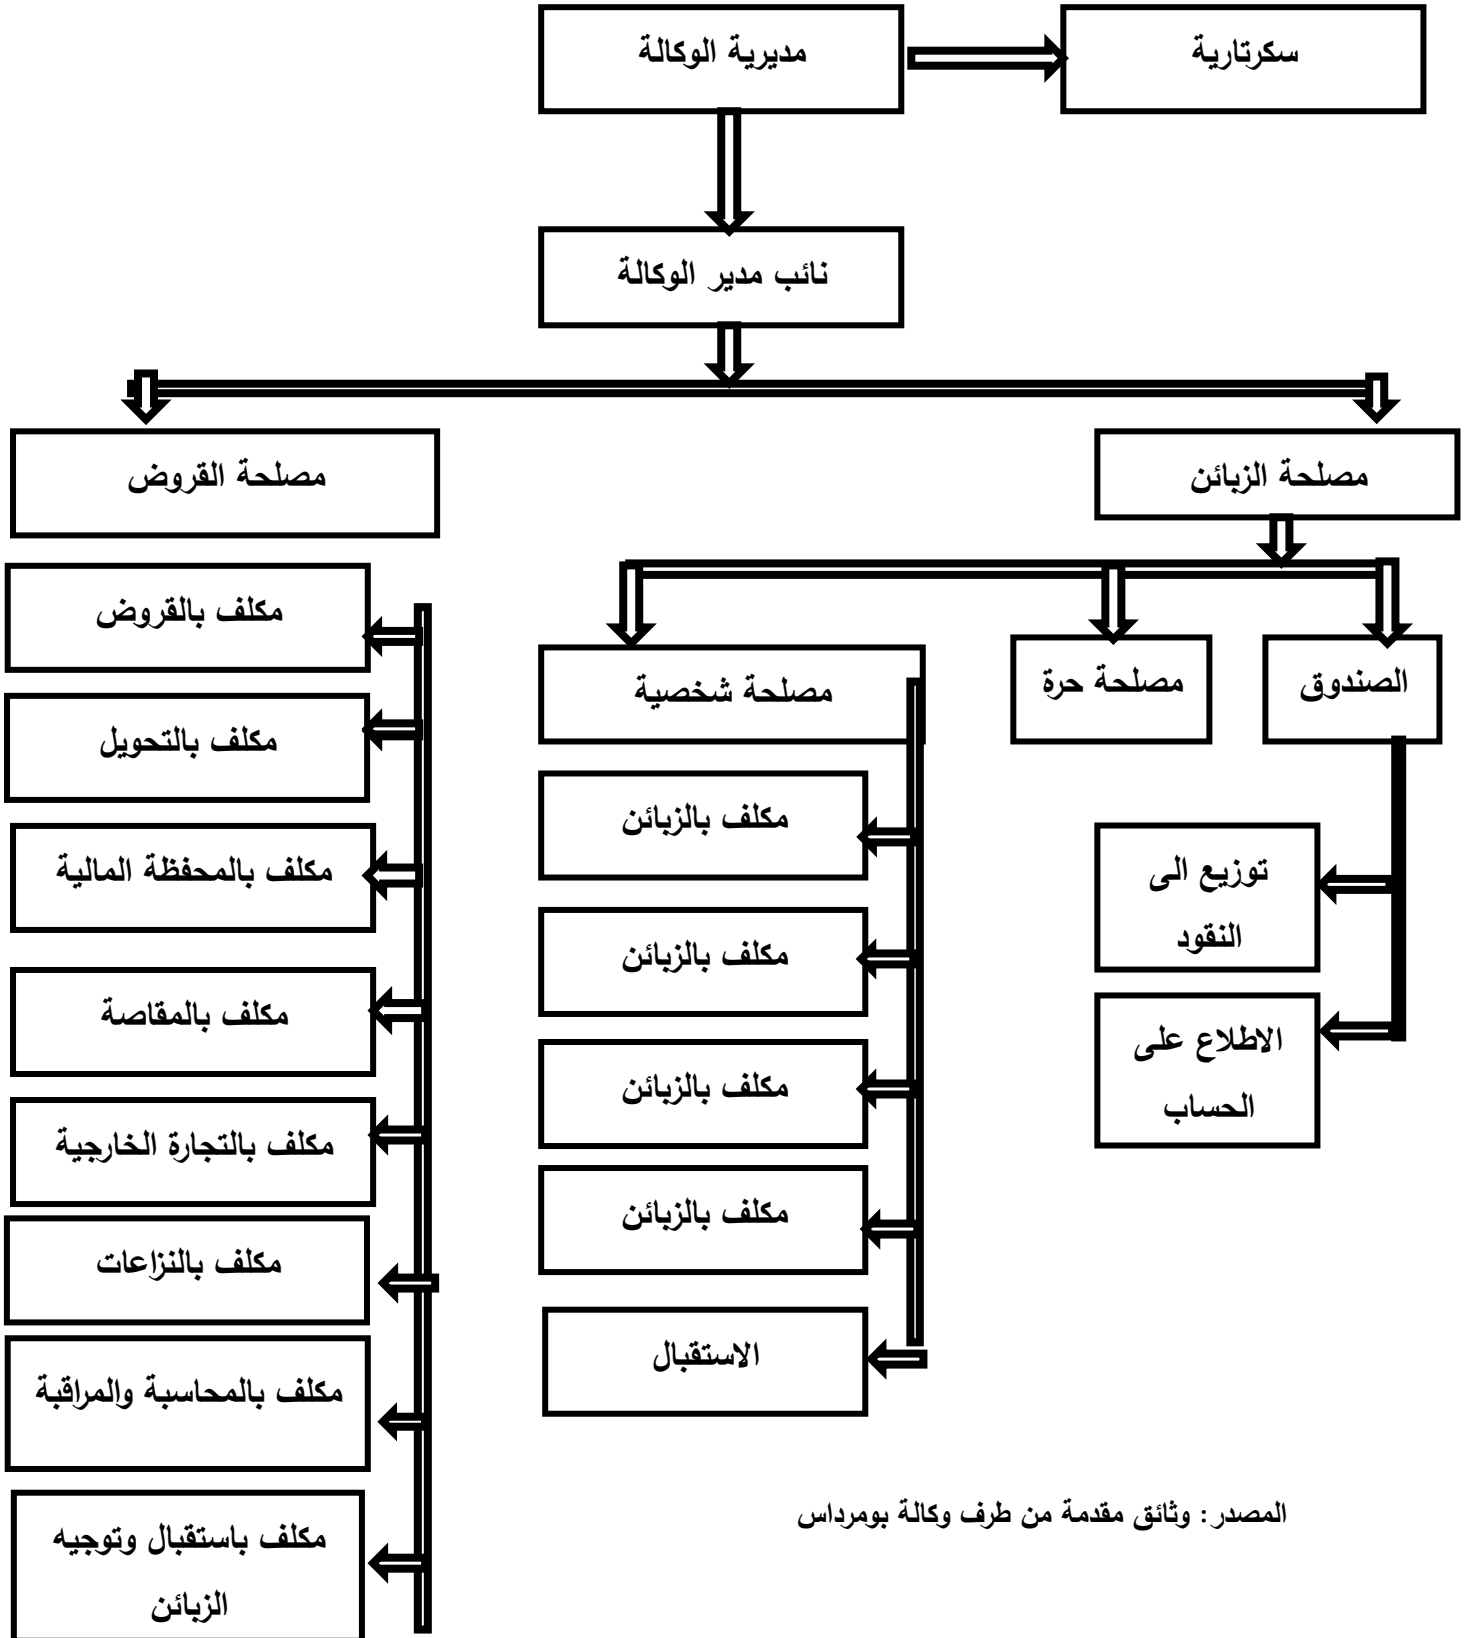 سكرتارية
مديرية الوكالة
نائب مدير الوكالة
مصلحة الزبائن
مصلحة القروض
الصندوق
مصلحة حرة
مصلحة شخصية
توزيع الى
النقود
الاطلاع على
الحساب
مكلف بالزبائن
مكلف بالزبائن
مكلف بالزبائن
مكلف بالزبائن
الاستقبال
مكلف بالقروض
مكلف بالتحويل
مكلف بالمحفظة المالية
مكلف بالمقاصة
مكلف بالتجارة الخارجية
مكلف بالنزاعات
مكلف بالمحاسبة والمراقبة
مكلف باستقبال وتوجيه
الزبائن
المصدر: وثائق مقدمة من طرف وكالة بومرداس